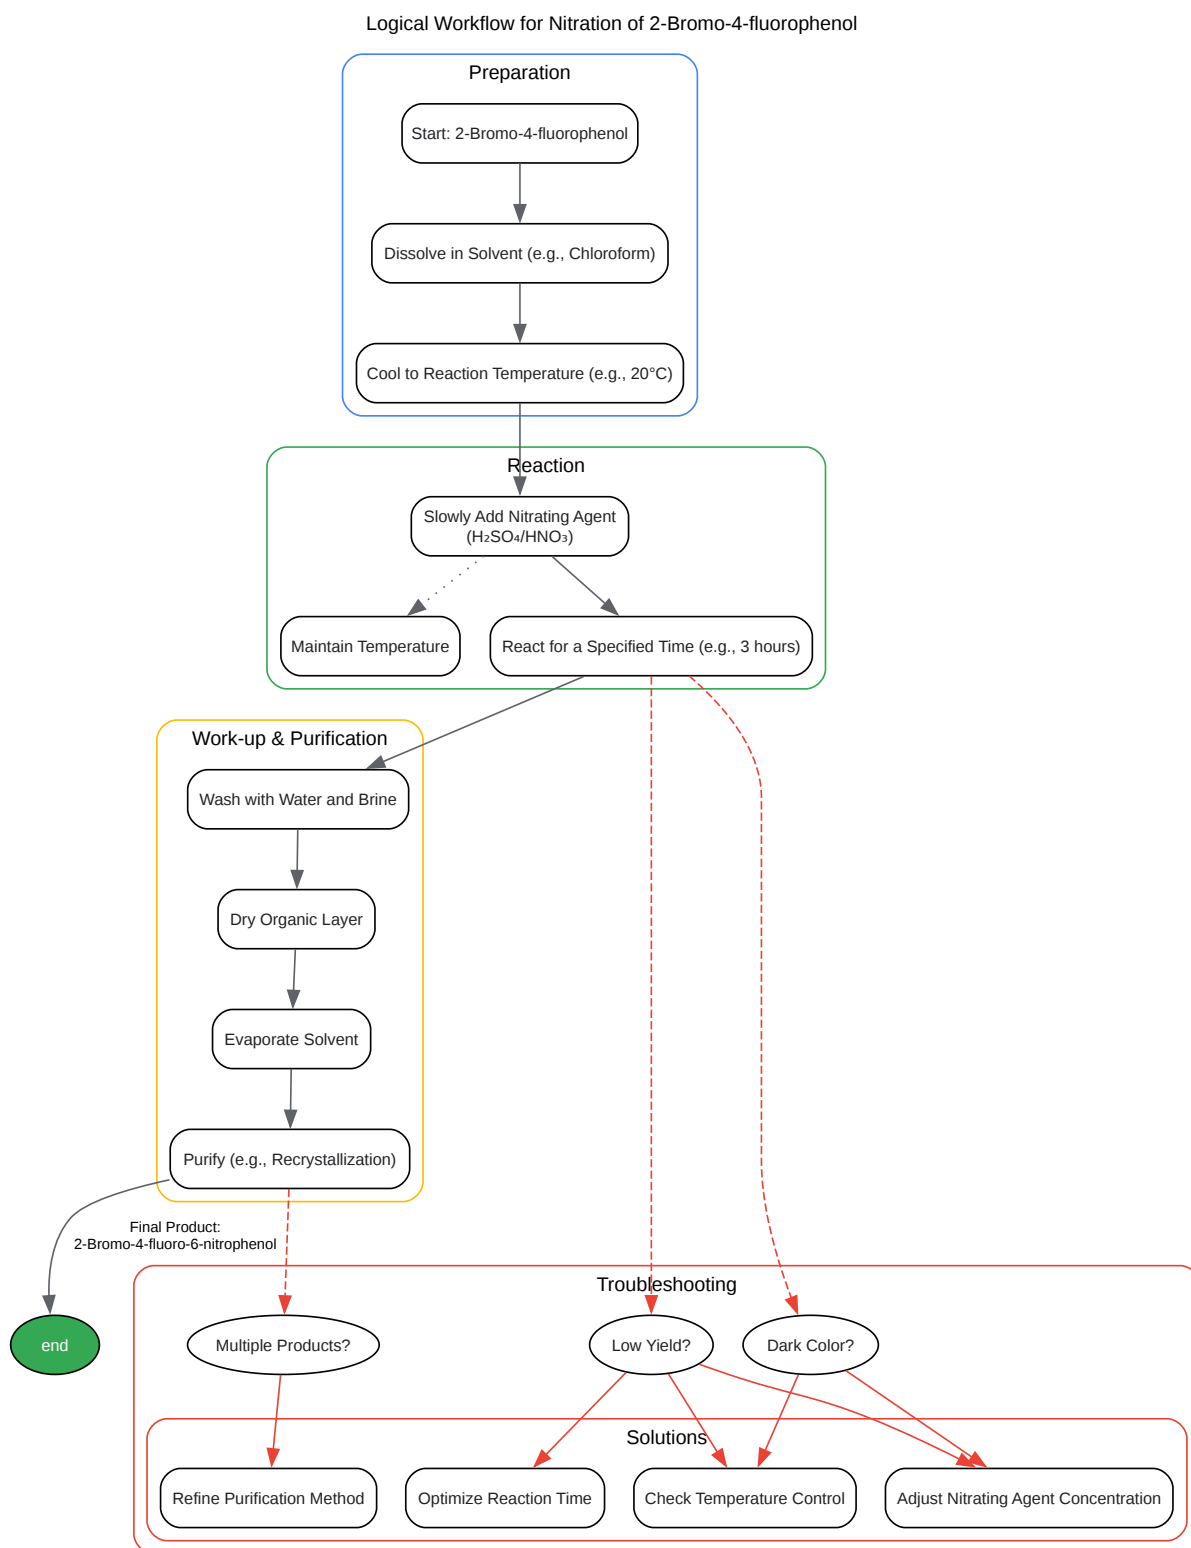 Logical Workflow for Nitration of 2-Bromo-4-fluorophenol
Preparation
Start: 2-Bromo-4-fluorophenol
Dissolve in Solvent (e.g., Chloroform)
Cool to Reaction Temperature (e.g., 20°C)
Reaction
Slowly Add Nitrating Agent
(H₂SO₄/HNO₃)
Maintain Temperature
React for a Specified Time (e.g., 3 hours)
Work-up & Purification
Wash with Water and Brine
Dry Organic Layer
Evaporate Solvent
Purify (e.g., Recrystallization)
Final Product:
2-Bromo-4-fluoro-6-nitrophenol
end
Troubleshooting
Multiple Products?
Low Yield?
Dark Color?
Solutions
Refine Purification Method
Optimize Reaction Time
Check Temperature Control
Adjust Nitrating Agent Concentration